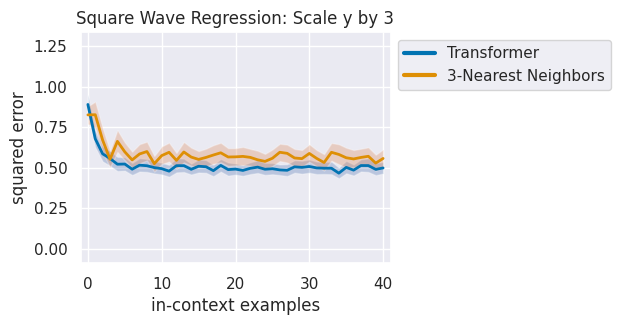 Square Wave Regression: Scale y by 3
squared error
1.25
1.00
0.75
0.50
0.25
0.00
0
10
20
30
40
in-context examples
Transformer
3-Nearest Neighbors